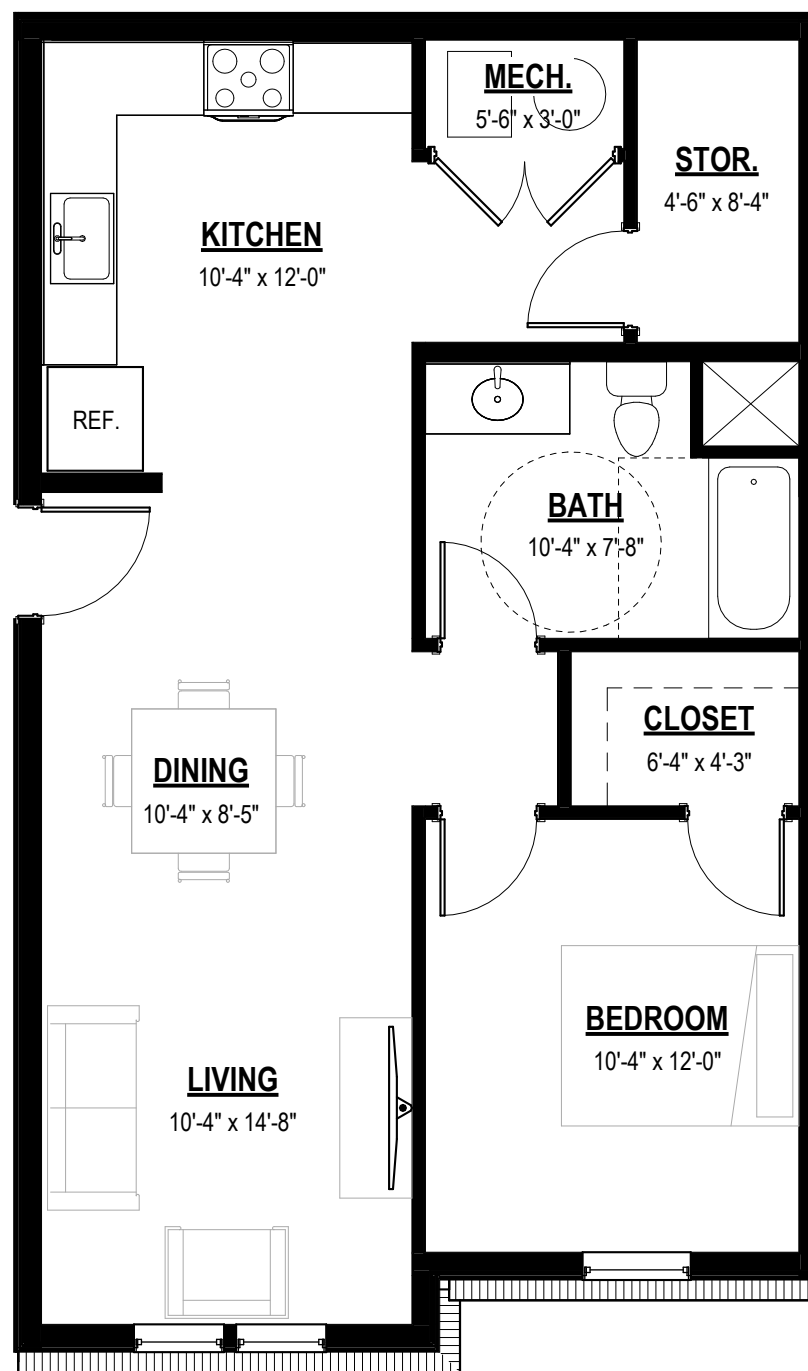 MECH.
5'-6" x 3'-0"
STOR.
4'-6" x 8'-4"
KITCHEN
10'-4" x 12'-0"
REF.
BATH
10'-4" x 7'-8"
CLOSET
6'-4" x 4'-3"
DINING
10'-4" x 8'-5"
BEDROOM
10'-4" x 12'-0"
LIVING
10'-4" x 14'-8"